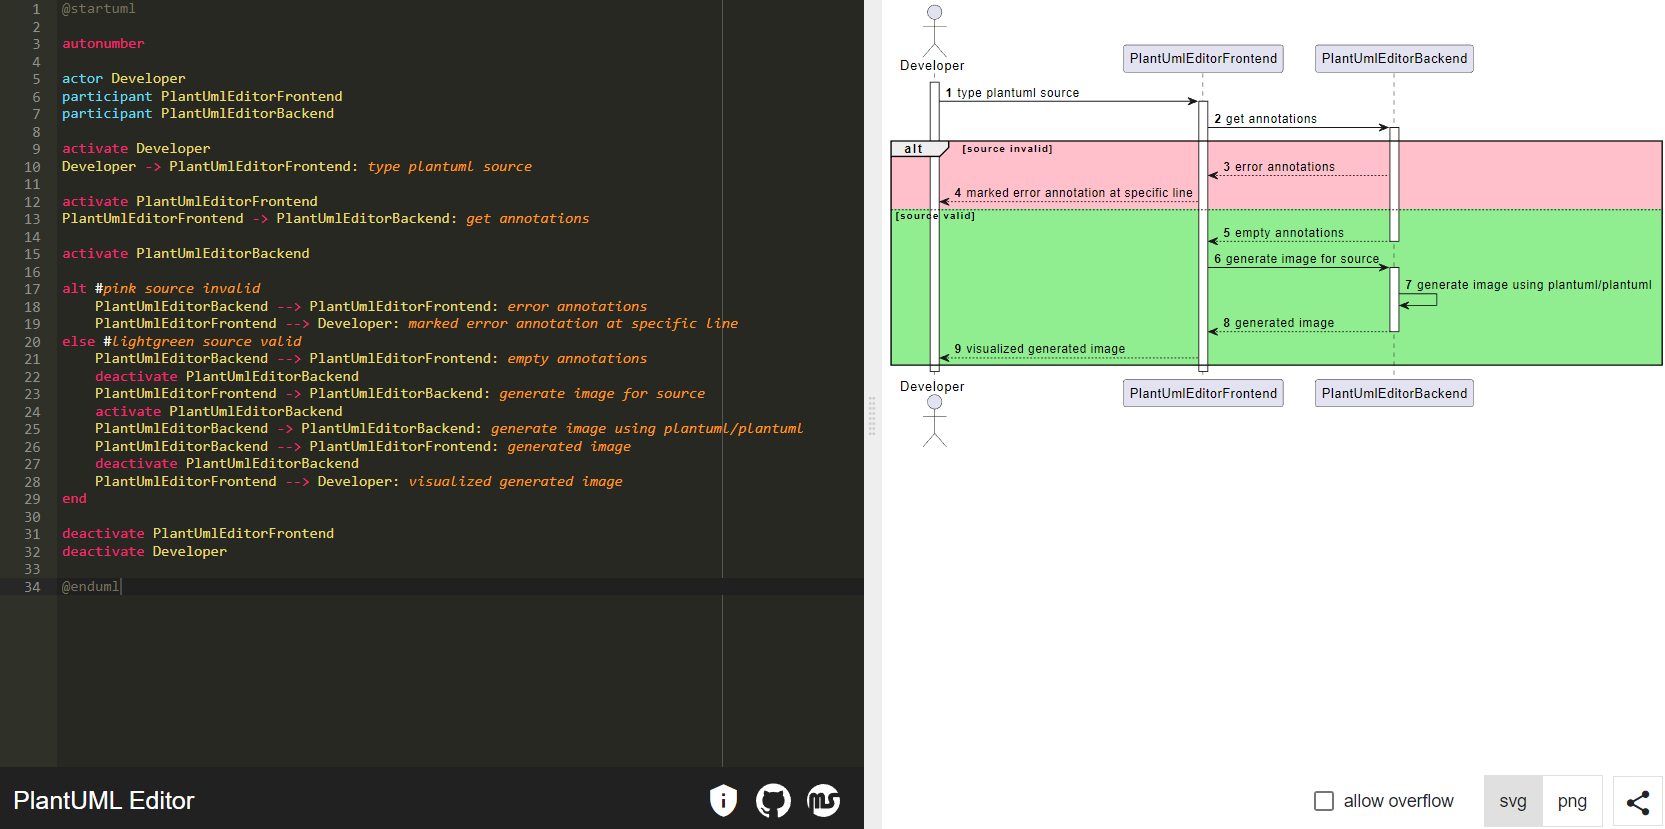 1 @startuml
2
3 autonumber
4
5 actor Developer
6 participant PlantUmlEditorFrontend
7 participant PlantUmlEditorBackend
8
9 activate Developer
10 Developer -> PlantUmlEditorFrontend: type plantuml source
11
12 activate PlantUmlEditorFrontend
13 PlantUmlEditorFrontend -> PlantUmlEditorBackend: get annotations
14
15 activate PlantUmlEditorBackend
16
17 alt #pink source invalid
18 PlantUmlEditorBackend --> PlantUmlEditorFrontend: error annotations
19 PlantUmlEditorFrontend --> Developer: marked error annotation at specific line
20 else #lightgreen source valid
21 PlantUmlEditorBackend --> PlantUmlEditorFrontend: empty annotations
22 deactivate PlantUmlEditorBackend
23 PlantUmlEditorFrontend -> PlantUmlEditorBackend: generate image for source
24 activate PlantUmlEditorBackend
25 PlantUmlEditorBackend -> PlantUmlEditorBackend: generate image using plantuml/plantuml
26 PlantUmlEditorBackend --> PlantUmlEditorFrontend: generated image
27 deactivate PlantUmlEditorBackend
28 PlantUmlEditorFrontend --> Developer: visualized generated image
29 end
30
31 deactivate PlantUmlEditorFrontend
32 deactivate Developer
33
34 @enduml
PlantUML Editor
Developer
PlantUmlEditorFrontend
PlantUmlEditorBackend
1 type plantuml source
2 get annotations
alt [source invalid]
3 error annotations
4 marked error annotation at specific line
[source valid]
5 empty annotations
6 generate image for source
7 generate image using plantuml/plantuml
8 generated image
9 visualized generated image
Developer
PlantUmlEditorFrontend
PlantUmlEditorBackend
allow overflow
svg
png